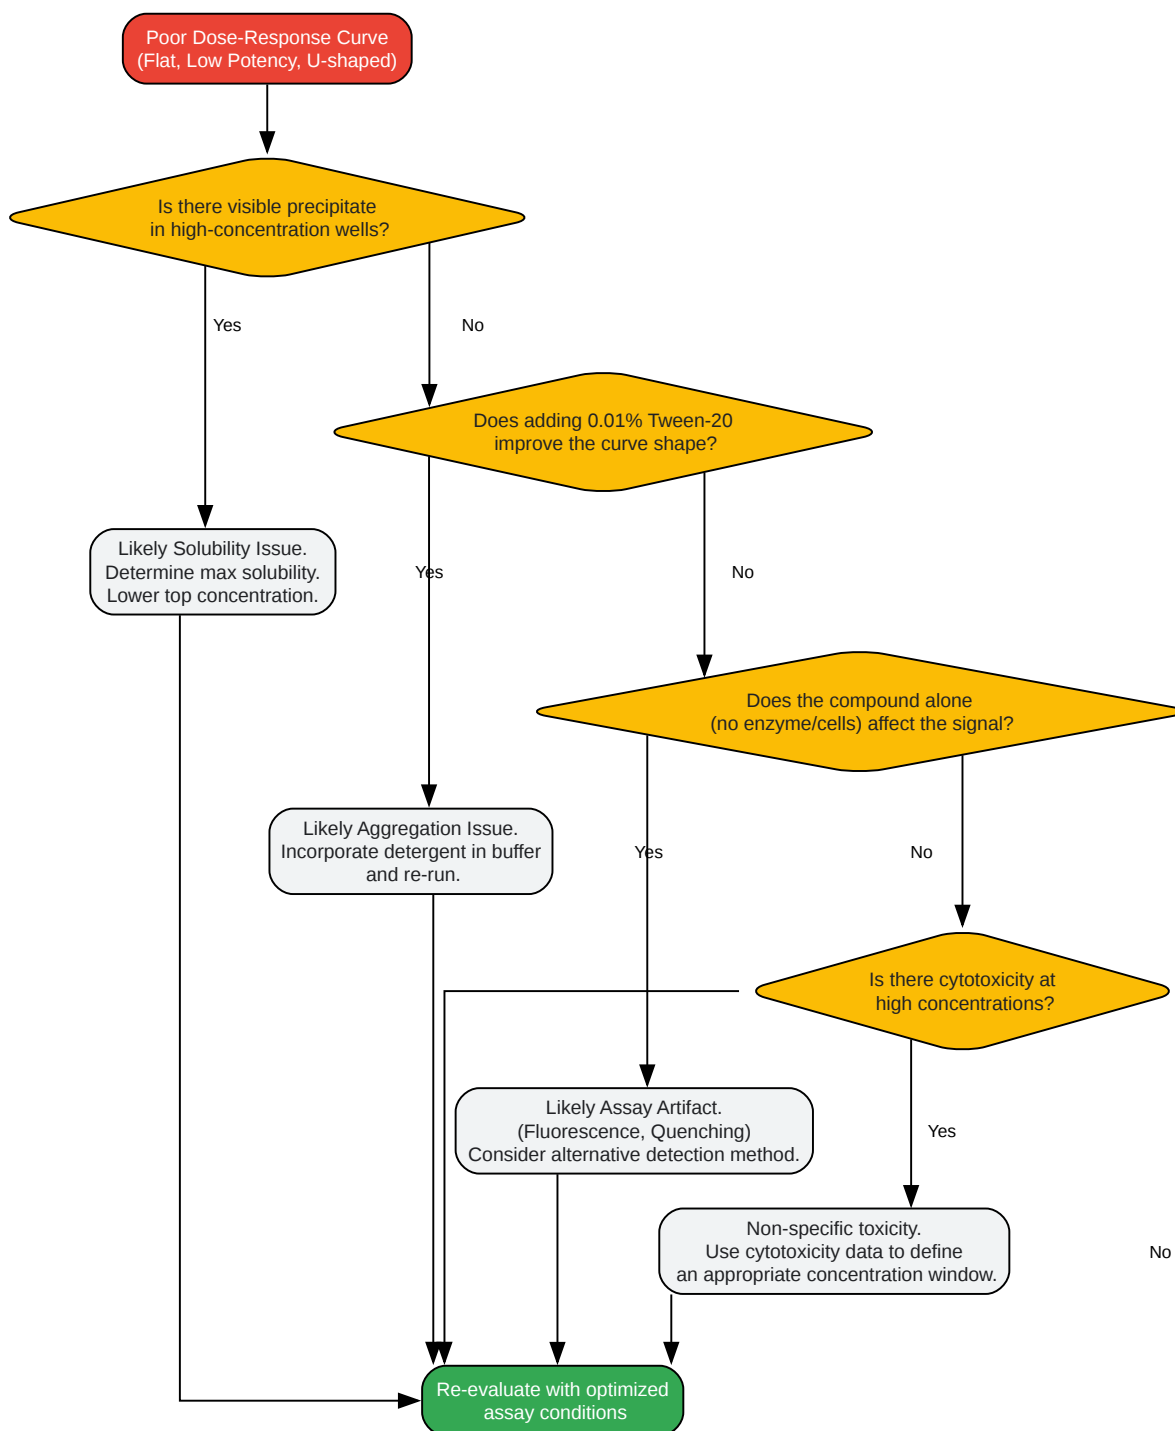 Poor Dose-Response Curve
(Flat, Low Potency, U-shaped)
Is there visible precipitate
in high-concentration wells?
Yes
No
Does adding 0.01% Tween-20
improve the curve shape?
Likely Solubility Issue.
Determine max solubility.
Lower top concentration.
Yes
No
Does the compound alone
(no enzyme/cells) affect the signal?
Likely Aggregation Issue.
Incorporate detergent in buffer
and re-run.
Yes
No
Is there cytotoxicity at
high concentrations?
Likely Assay Artifact.
(Fluorescence, Quenching)
Consider alternative detection method.
Yes
Non-specific toxicity.
Use cytotoxicity data to define
an appropriate concentration window.
No
Re-evaluate with optimized
assay conditions